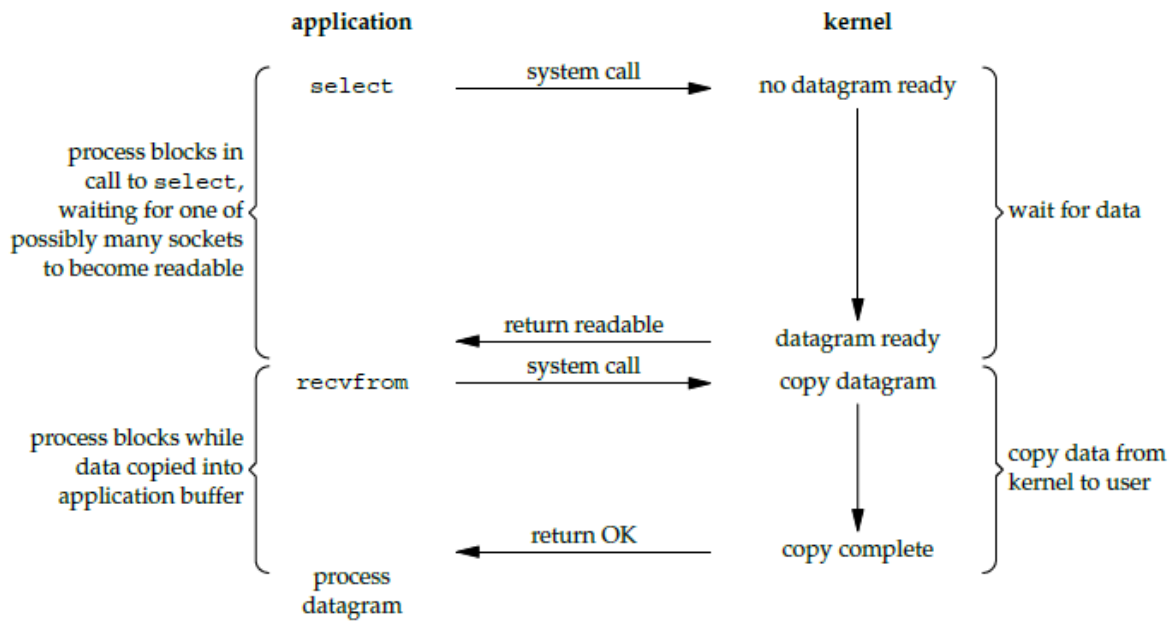 application
kernel
select
system call
no datagram ready
process blocks in
call to select,
waiting for one of
possibly many sockets
to become readable
wait for data
return readable
datagram ready
recvfrom
system call
copy datagram
process blocks while
data copied into
application buffer
copy data from
kernel to user
return OK
copy complete
process
datagram